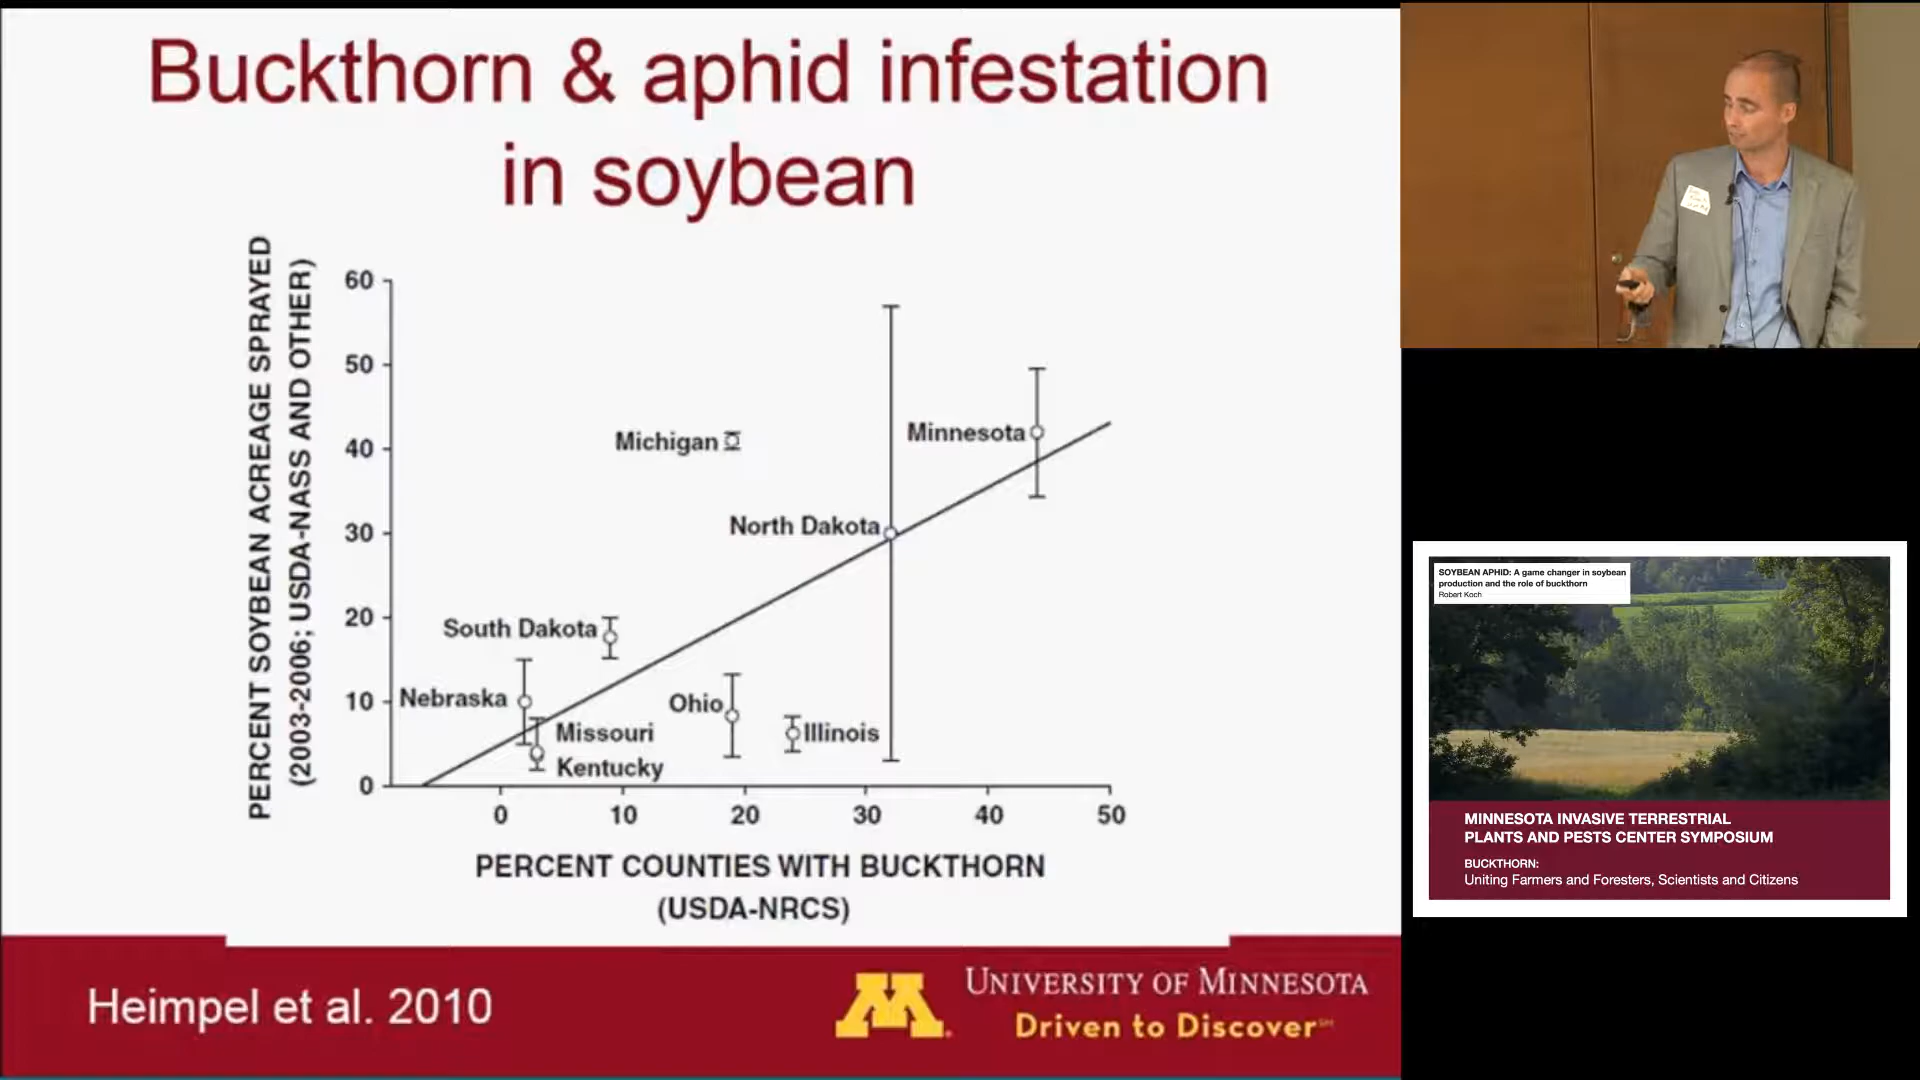 Buckthorn & aphid infestation
in soybean
PERCENT SOYBEAN ACREAGE SPRAYED
(2003-2006; USDA-NASS AND OTHER)
60
50
40
30
20
10
0
Michigan
Minnesota
North Dakota
South Dakota
Nebraska
Ohio
Missouri
Illinois
Kentucky
0 10 20 30 40 50
PERCENT COUNTIES WITH BUCKTHORN
(USDA-NRCS)
Heimpel et al. 2010
M
UNIVERSITY OF MINNESOTA
Driven to Discover℠
SOYBEAN APHID: A game changer in soybean
production and the role of buckthorn
Robert Koch
MINNESOTA INVASIVE TERRESTRIAL
PLANTS AND PESTS CENTER SYMPOSIUM
BUCKTHORN:
Uniting Farmers and Foresters, Scientists and Citizens